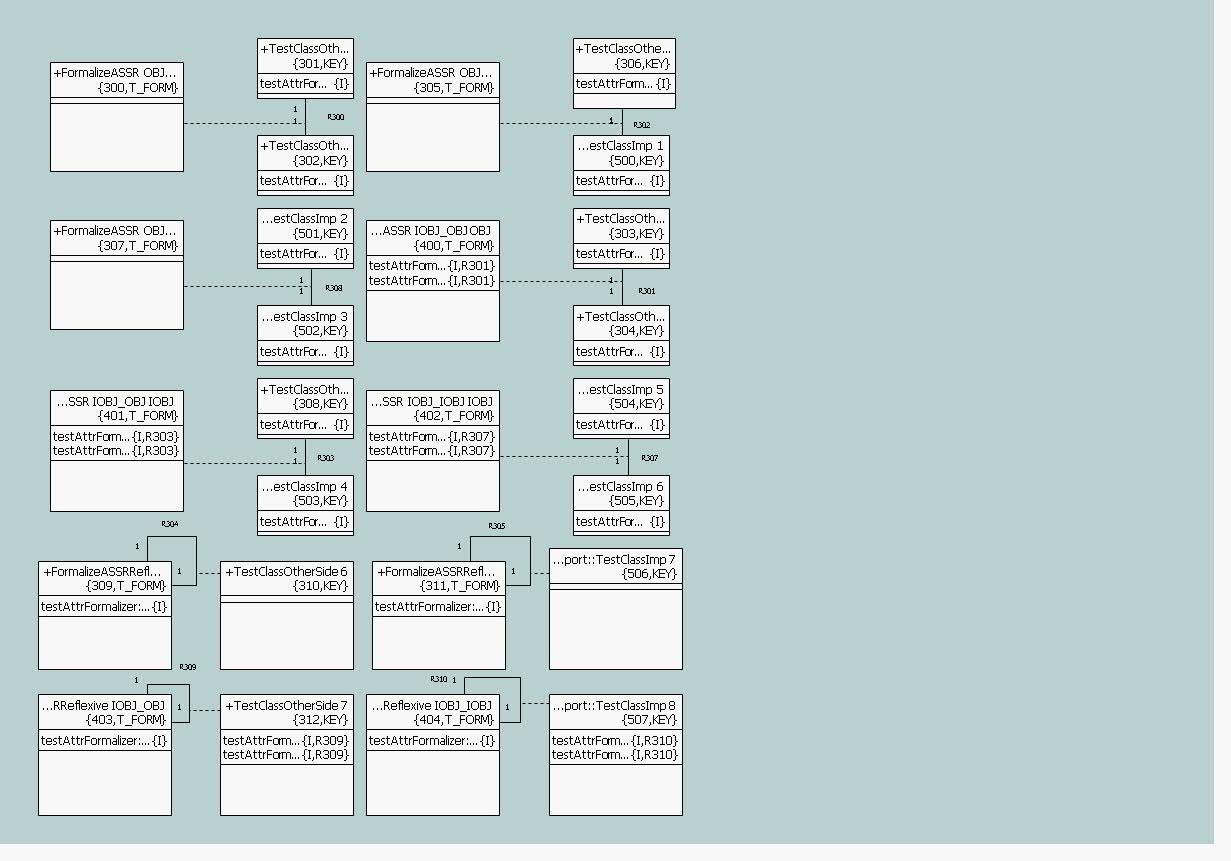 +FormalizeASSR OBJ...
{300,T_FORM}
+TestClassOth...
{301,KEY}
testAttrFor... {I}
1
1
R300
+TestClassOth...
{302,KEY}
testAttrFor... {I}
+FormalizeASSR OBJ...
{305,T_FORM}
+TestClassOthe...
{306,KEY}
testAttrForm... {I}
1
R302
...estClassImp 1
{500,KEY}
testAttrFor... {I}
+FormalizeASSR OBJ...
{307,T_FORM}
...estClassImp 2
{501,KEY}
testAttrFor... {I}
1
1
R308
...estClassImp 3
{502,KEY}
testAttrFor... {I}
...ASSR IOBJ_OBJ OBJ
{400,T_FORM}
testAttrForm... {I,R301}
testAttrForm... {I,R301}
+TestClassOth...
{303,KEY}
testAttrFor... {I}
1
1
R301
+TestClassOth...
{304,KEY}
testAttrFor... {I}
...SSR IOBJ_OBJ IOBJ
{401,T_FORM}
testAttrForm... {I,R303}
testAttrForm... {I,R303}
+TestClassOth...
{308,KEY}
testAttrFor... {I}
1
1
R303
...estClassImp 4
{503,KEY}
testAttrFor... {I}
...SSR IOBJ_IOBJ IOBJ
{402,T_FORM}
testAttrForm... {I,R307}
testAttrForm... {I,R307}
...estClassImp 5
{504,KEY}
testAttrFor... {I}
1
1
R307
...estClassImp 6
{505,KEY}
testAttrFor... {I}
R304
1
1
+FormalizeASSRRefl...
{309,T_FORM}
testAttrFormalizer:... {I}
+TestClassOtherSide 6
{310,KEY}
R305
1
1
+FormalizeASSRRefl...
{311,T_FORM}
testAttrFormalizer:... {I}
...port::TestClassImp 7
{506,KEY}
R309
1
1
...RReflexive IOBJ_OBJ
{403,T_FORM}
testAttrFormalizer:... {I}
+TestClassOtherSide 7
{312,KEY}
testAttrForm... {I,R309}
testAttrForm... {I,R309}
R310
1
1
...Reflexive IOBJ_IOBJ
{404,T_FORM}
testAttrFormalizer:... {I}
...port::TestClassImp 8
{507,KEY}
testAttrForm... {I,R310}
testAttrForm... {I,R310}